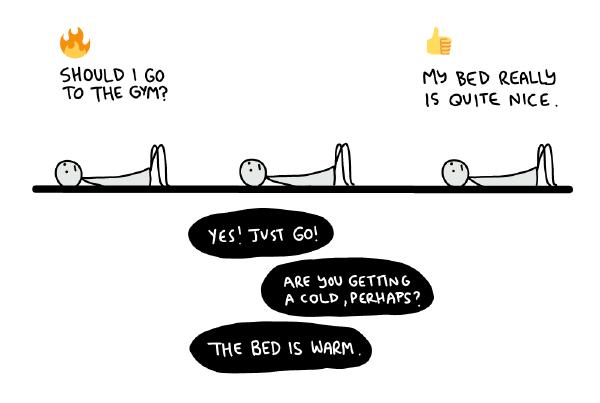 SHOULD I GO
TO THE GYM?
MY BED REALLY
IS QUITE NICE.
YES! JUST GO!
ARE YOU GETTING
A COLD, PERHAPS?
THE BED IS WARM.